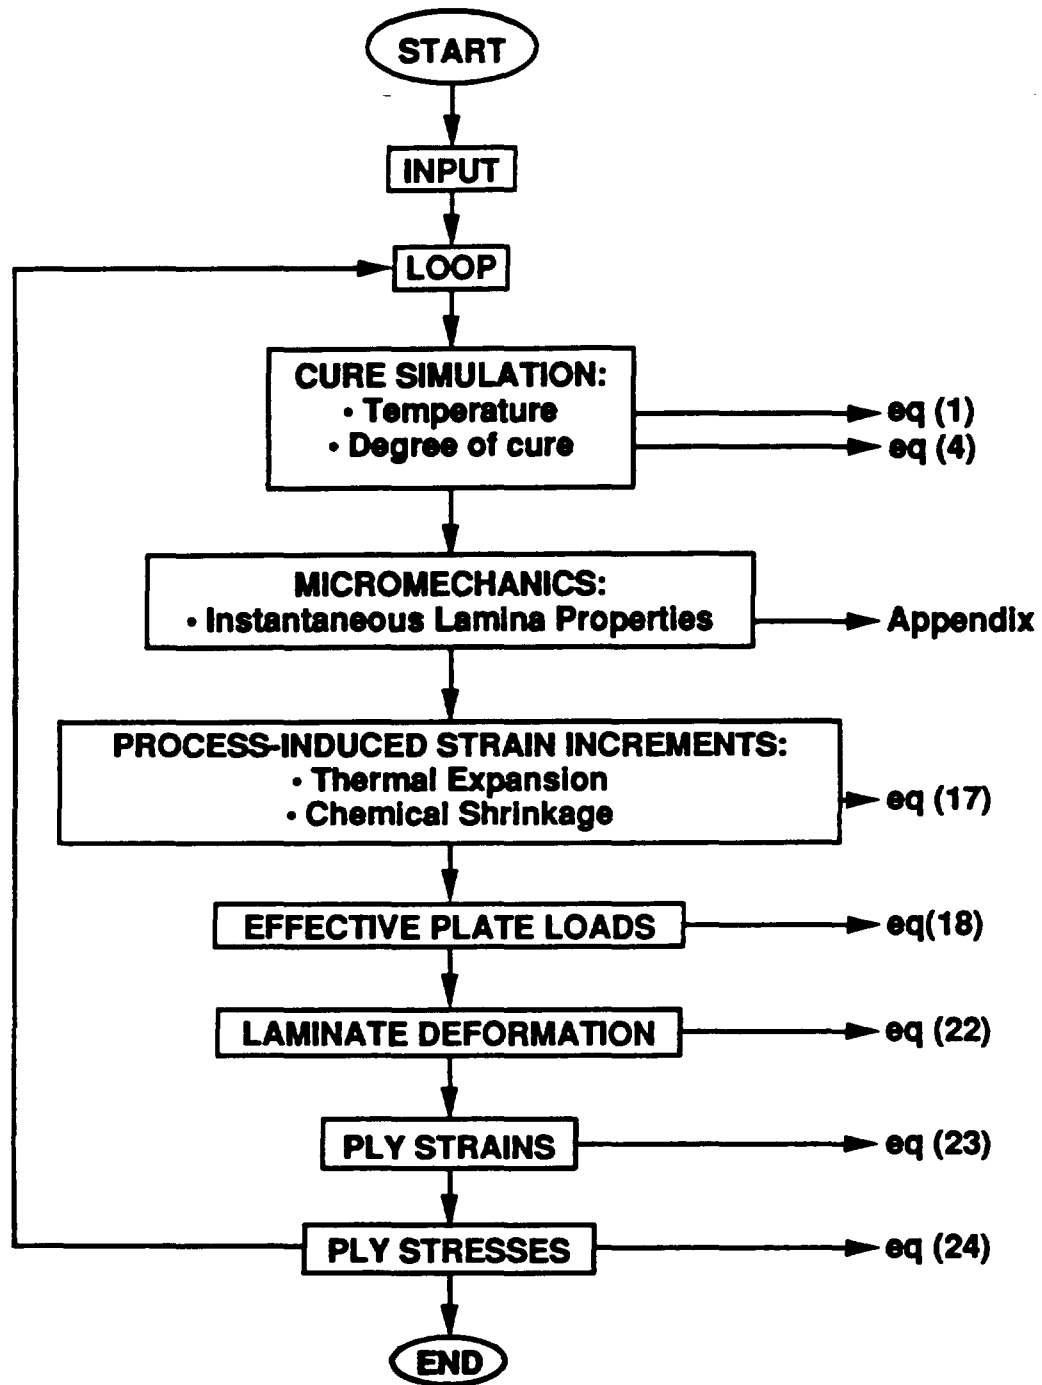 START
INPUT
LOOP
CURE SIMULATION:
• Temperature
• Degree of cure
eq (1)
eq (4)
MICROMECHANICS:
• Instantaneous Lamina Properties
Appendix
PROCESS-INDUCED STRAIN INCREMENTS:
• Thermal Expansion
• Chemical Shrinkage
eq (17)
EFFECTIVE PLATE LOADS
eq(18)
LAMINATE DEFORMATION
eq (22)
PLY STRAINS
eq (23)
PLY STRESSES
eq (24)
END